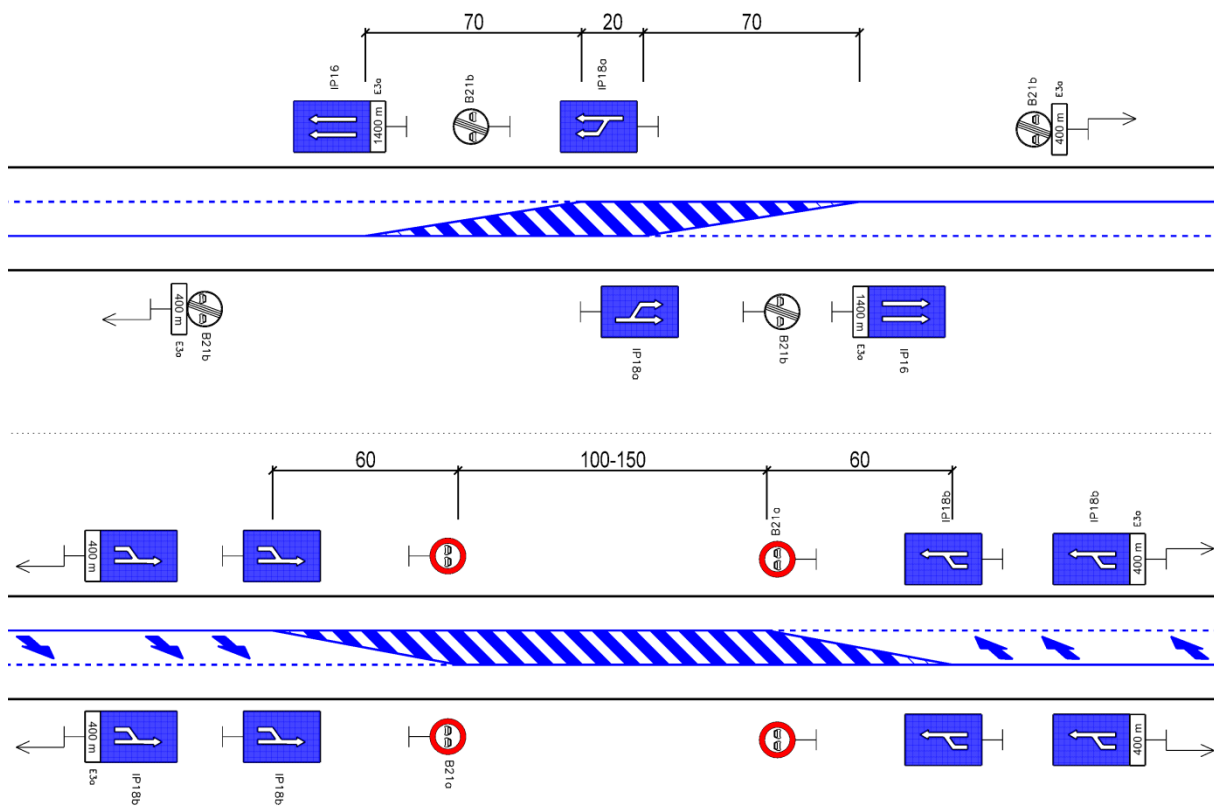 70
20
70
IP16
E3a
1400 m
B21b
IP18a
B21b
E3a
400 m
400 m
E3a
B21b
IP18a
B21b
1400 m
E3a
IP16
60
100-150
60
400 m
B21a
IP18b
IP18b
E3a
400 m
400 m
E3a
IP18b
IP18b
B21a
400 m